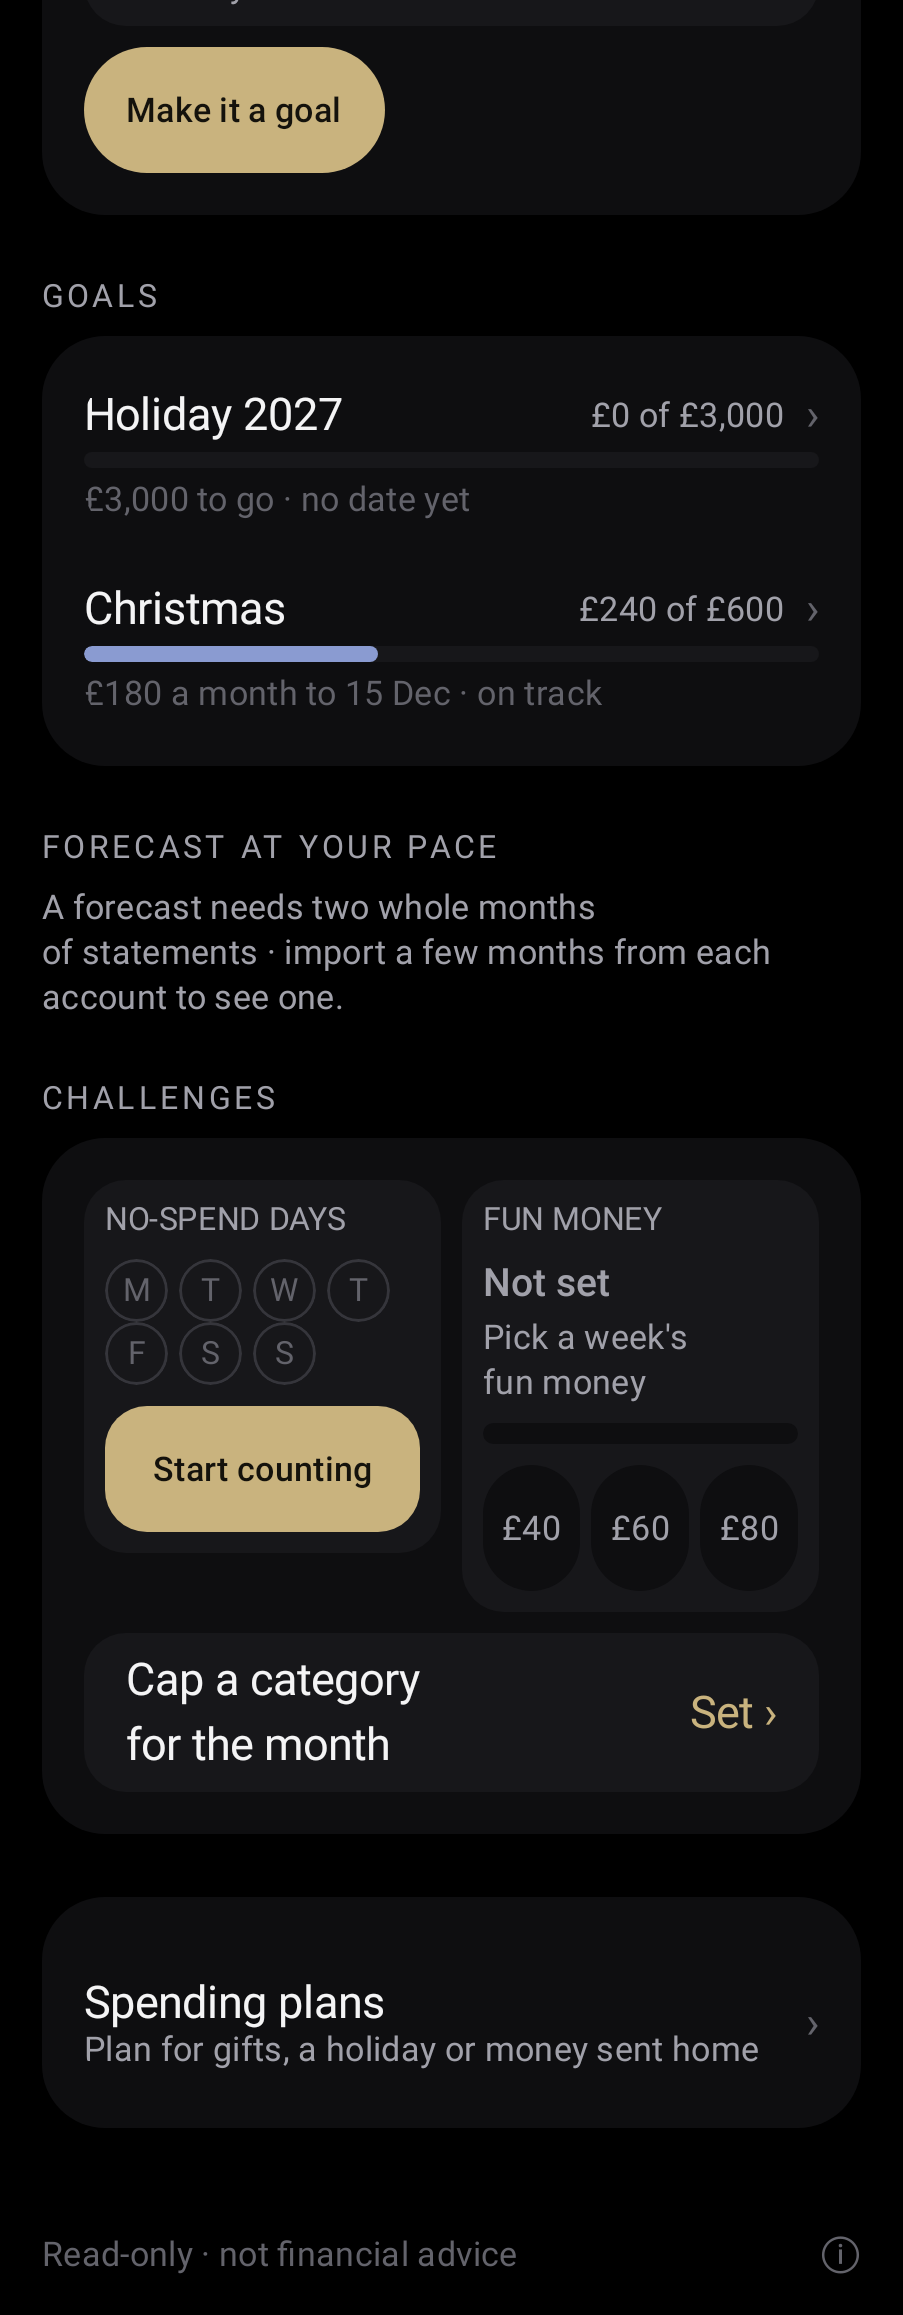 Make it a goal
GOALS
Holiday 2027 £0 of £3,000 ›
£3,000 to go · no date yet
Christmas £240 of £600 ›
£180 a month to 15 Dec · on track
FORECAST AT YOUR PACE
A forecast needs two whole months
of statements · import a few months from each
account to see one.
CHALLENGES
NO-SPEND DAYS
M T W T
F S S
Start counting
FUN MONEY
Not set
Pick a week's
fun money
£40 £60 £80
Cap a category
for the month
Set ›
Spending plans
Plan for gifts, a holiday or money sent home
›
Read-only · not financial advice